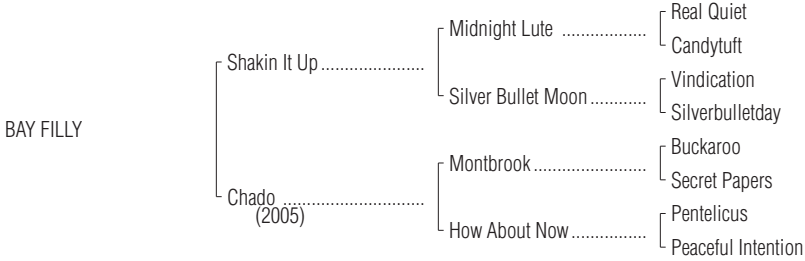 Real Quiet
Midnight Lute ..................
Candytuft
Shakin It Up ......................
Vindication
Silver Bullet Moon ............
Silverbulletday
BAY FILLY
Buckaroo
Montbrook ........................
Secret Papers
Chado ..............................
(2005)
Pentelicus
How About Now ................
Peaceful Intention